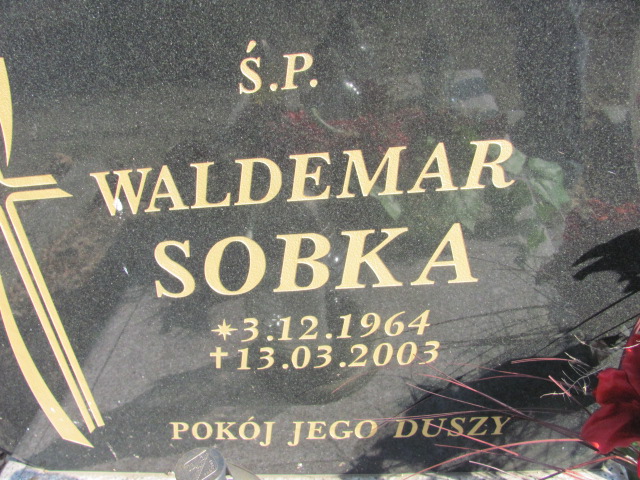 Ś.P.
WALDEMAR
SOBKA
✴3.12.1964
✝13.03.2003
POKÓJ JEGO DUSZY